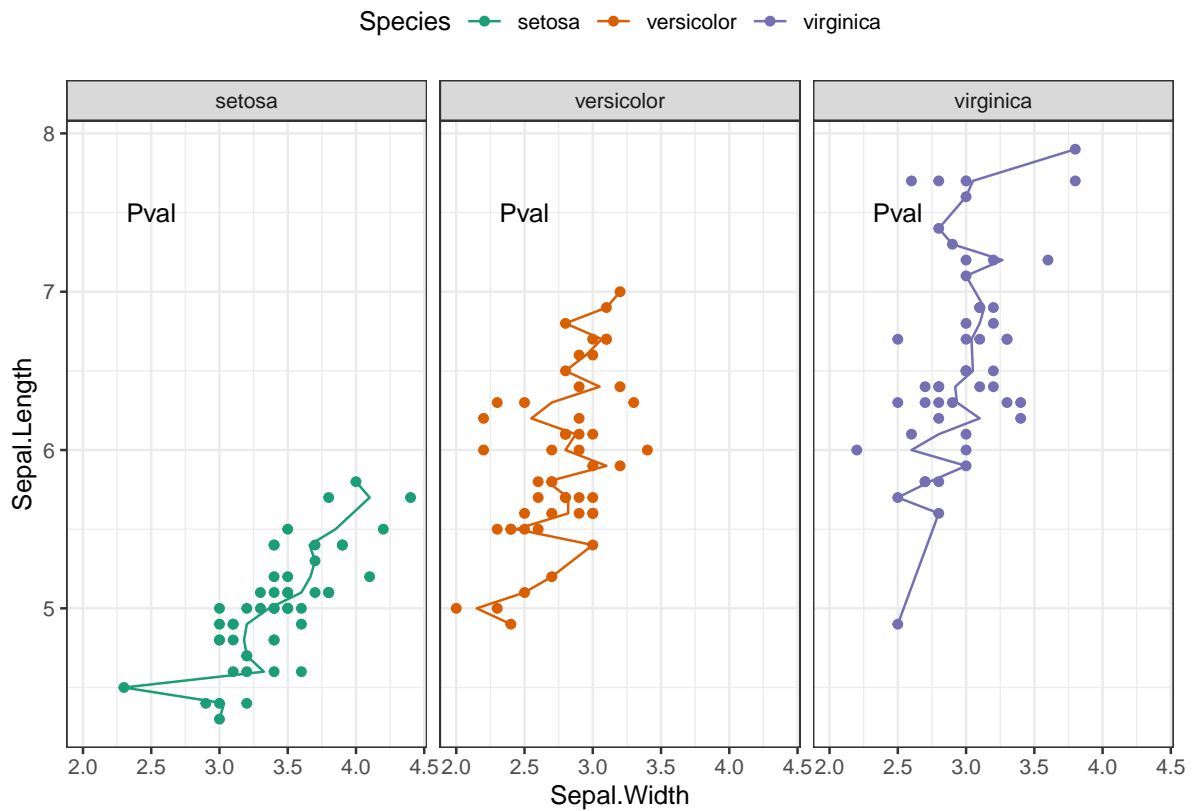 Species setosa versicolor virginica
setosa versicolor virginica
8
Pval Pval Pval
7
6
5
2.0 2.5 3.0 3.5 4.0 4.5 2.0 2.5 3.0 3.5 4.0 4.5 2.0 2.5 3.0 3.5 4.0 4.5
Sepal.Width
Sepal.Length